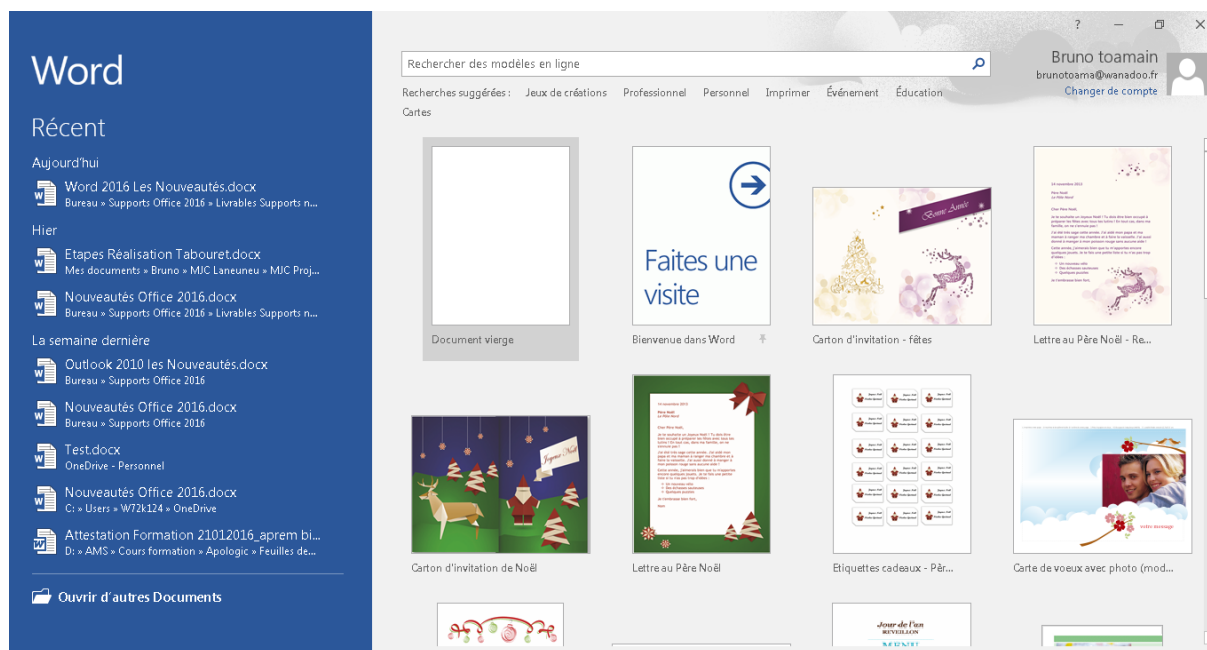 Word
?
Rechercher des modèles en ligne
Bruno toamain
brunotoama@wanadoo.fr
Changer de compte
Recherches suggérées : Jeux de créations Professionnel Personnel Imprimer Événement Éducation
Cartes
Récent
Aujourd'hui
Word 2016 Les Nouveautés.docx
Bureau » Supports Office 2016 » Livrables Supports n...
Hier
Etapes Réalisation Tabouret.docx
Mes documents » Bruno » MJC Laneuneu » MJC Proj...
Nouveautés Office 2016.docx
Bureau » Supports Office 2016 » Livrables Supports n...
La semaine dernière
Outlook 2010 les Nouveautés.docx
Bureau » Supports Office 2016
Nouveautés Office 2016.docx
Bureau » Supports Office 2016
Test.docx
OneDrive - Personnel
Nouveautés Office 2016.docx
C: » Users » W72k124 » OneDrive
Attestation Formation 21012016_aprem bi...
D: » AMS » Cours formation » Apologic » Feuilles de...
Ouvrir d'autres Documents
Document vierge
Faites une
visite
Bienvenue dans Word
Bonne Année
Carton d'invitation - fêtes
Lettre au Père Noël - Re...
Joyeux Noël
Carton d'invitation de Noël
Lettre au Père Noël
Etiquettes cadeaux - Pèr...
votre message
Carte de voeux avec photo (mod...
Jour de l'an
REVEILLON
MENU